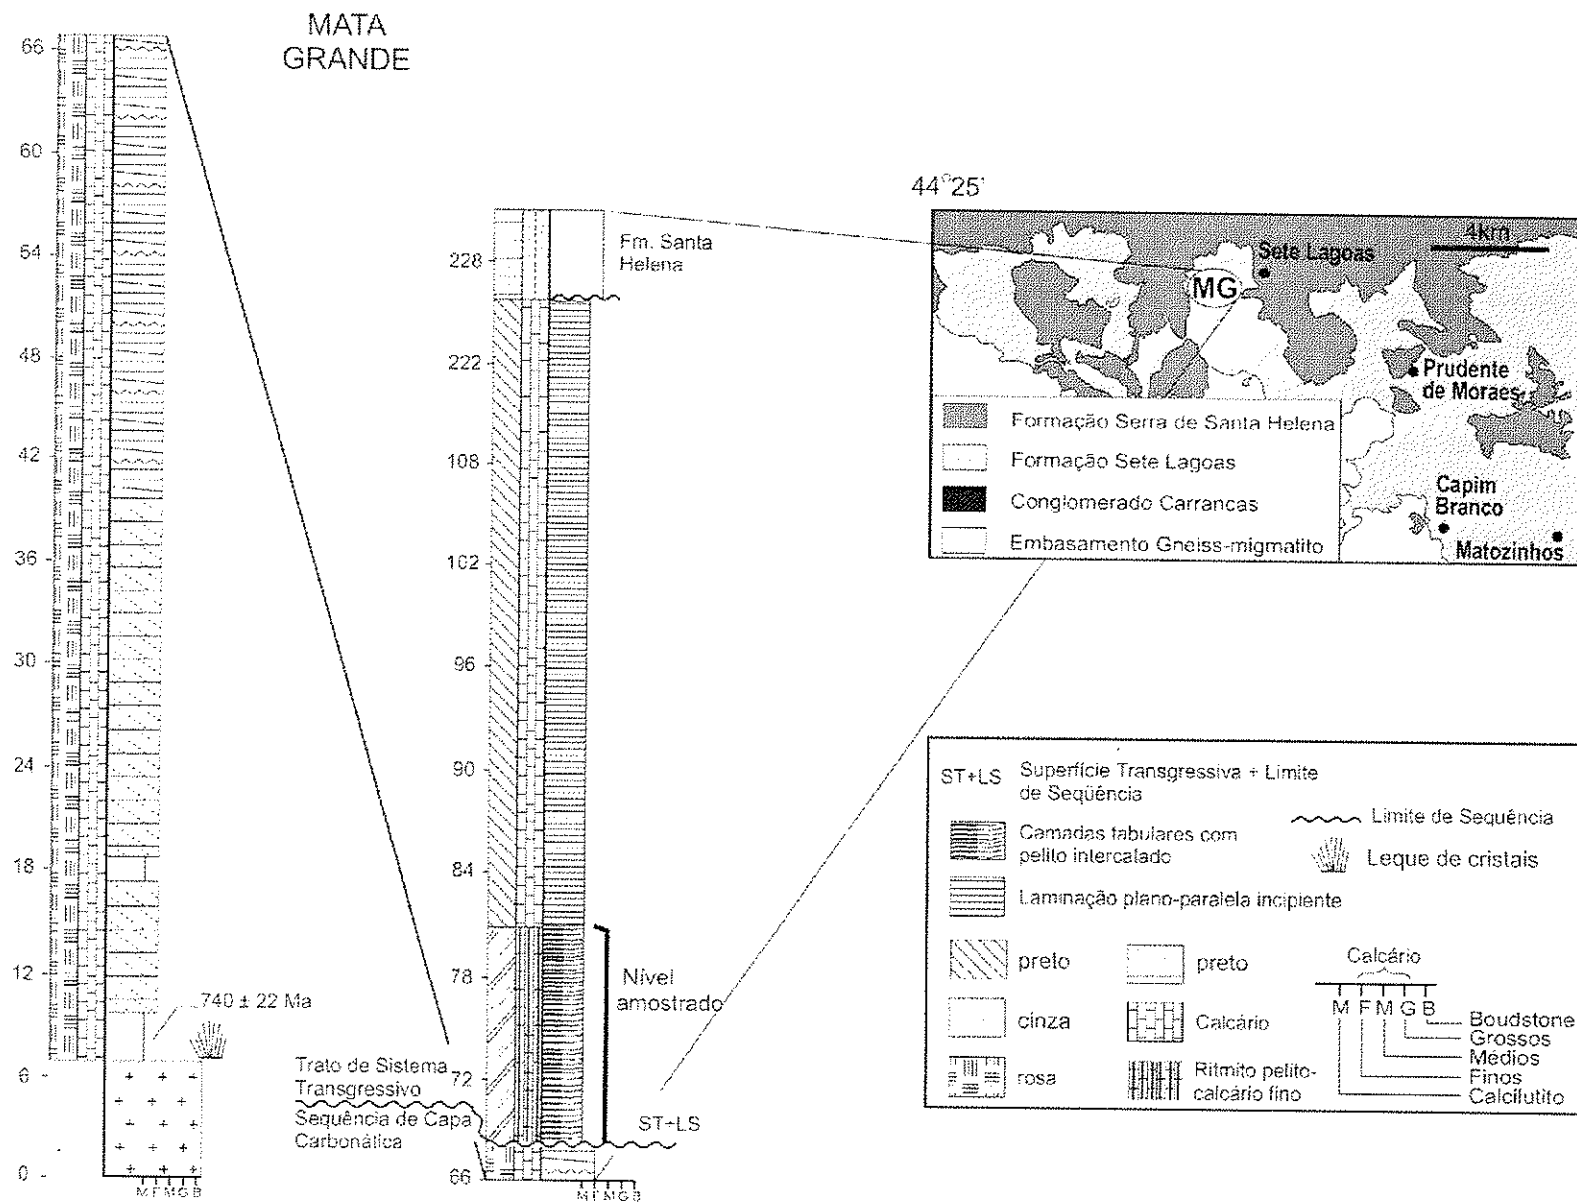 MATA
GRANDE
66
60
54
48
42
36
30
24
18
12
6
0
740 ± 22 Ma
M F M G B
228
222
108
102
96
90
84
78
72
66
Fm. Santa
Helena
Nível
amostrado
ST+LS
Trato de Sistema
Transgressivo
Sequência de Capa
Carbonática
M F M G B
44°25'
4km
Sete Lagoas
MG
Prudente
de Moraes
Capim
Branco
Matozinhos
Formação Serra de Santa Helena
Formação Sete Lagoas
Conglomerado Carrancas
Embasamento Gneiss-migmatito
ST+LS Superfície Transgressiva + Limite
de Seqüência
Camadas tabulares com
pelito intercalado
Laminação plano-paralela incipiente
Limite de Sequência
Leque de cristais
preto
cinza
rosa
preto
Calcário
Ritmito pelito-
calcário fino
Calcário
M F M G B
Boudstone
Grossos
Médios
Finos
Calcilutito